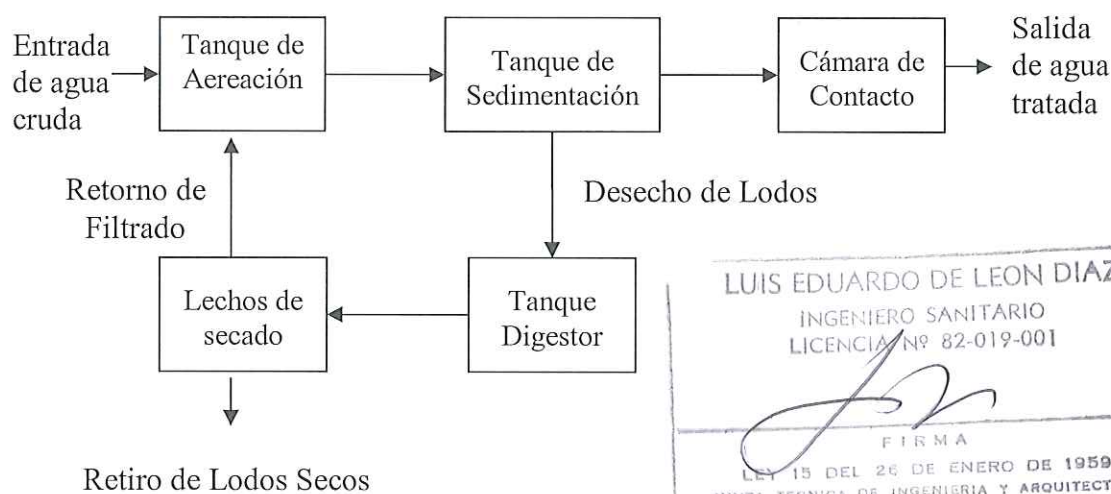 Entrada
de agua
cruda
Tanque de
Aereación
Tanque de
Sedimentación
Cámara de
Contacto
Salida
de agua
tratada
Retorno de
Filtrado
Desecho de Lodos
Lechos de
secado
Tanque
Digestor
Retiro de Lodos Secos
LUIS EDUARDO DE LEON DIAZ
INGENIERO SANITARIO
LICENCIA Nº 82-019-001
FIRMA
LEY 15 DEL 26 DE ENERO DE 1959
TECNICA DE INGENIERIA Y